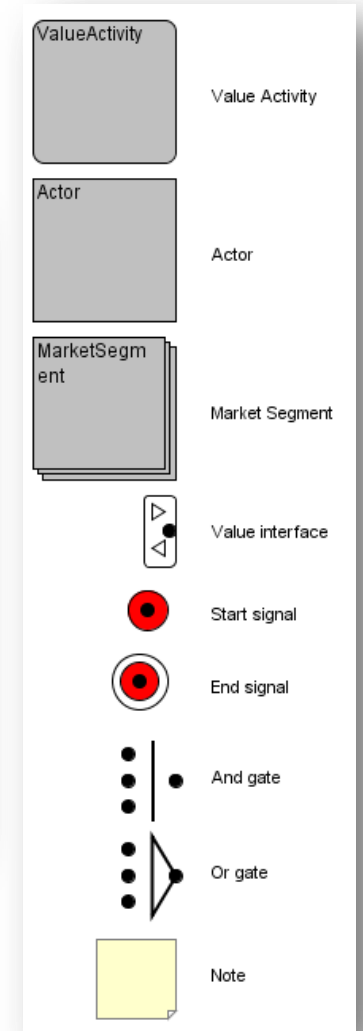 ValueActivity
Value Activity
Actor
Actor
MarketSegm
ent
Market Segment
Value interface
Start signal
End signal
And gate
Or gate
Note